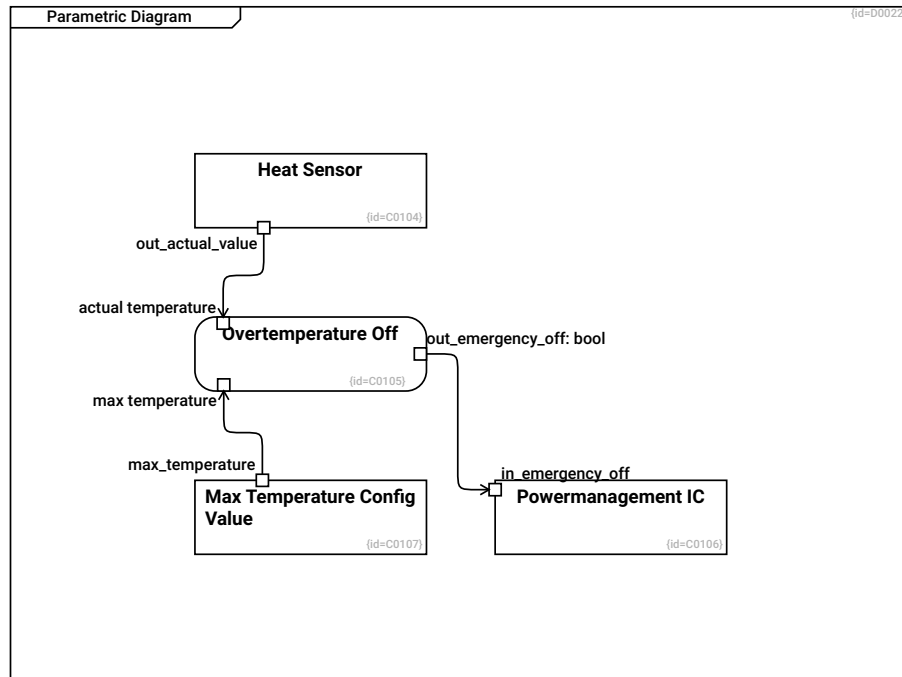 Parametric Diagram
{id=D0022
Heat Sensor
{id=C0104}
out_actual_value
actual temperature
Overtemperature Off
out_emergency_off: bool
{id=C0105}
max temperature
max_temperature
in_emergency_off
Max Temperature Config
Value
Powermanagement IC
{id=C0107}
{id=C0106}